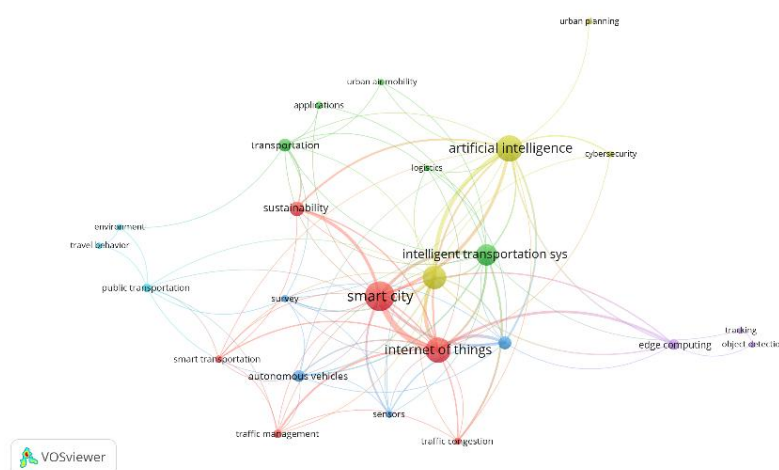 urban planning
urban air mobility
applications
transportation
artificial intelligence
cybersecurity
logistics
sustainability
environment
travel behavior
intelligent transportation sys
public transportation
survey
smart city
tracking
edge computing
object detectio
internet of things
smart transportation
autonomous vehicles
sensors
traffic management
traffic congestion
VOSviewer